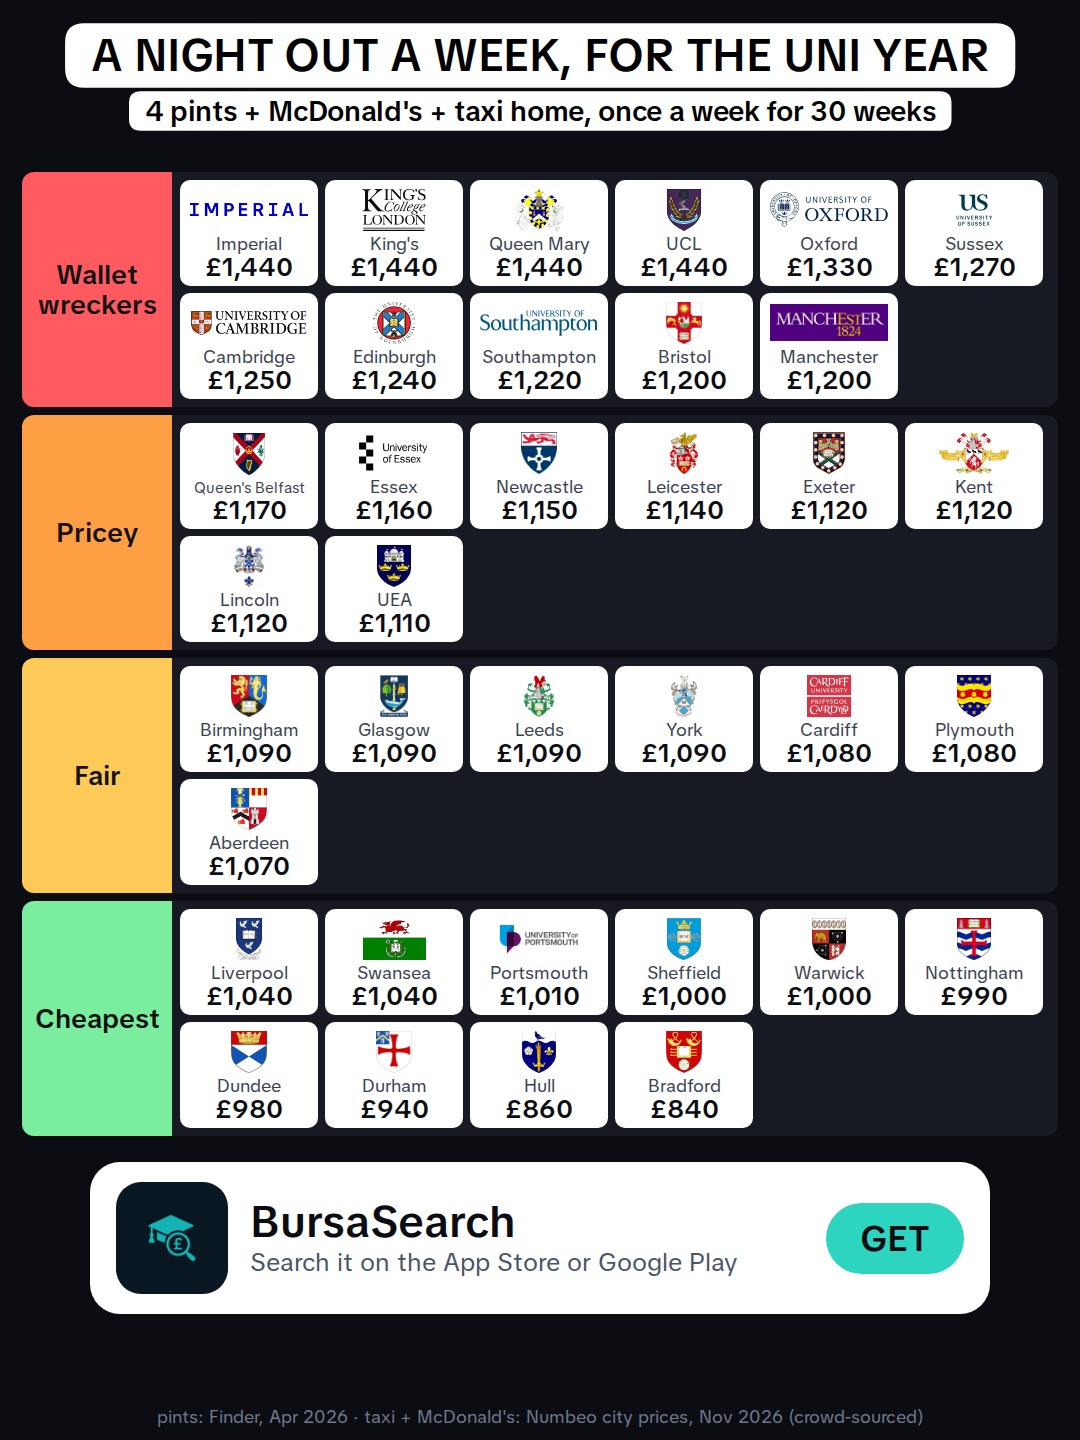 A NIGHT OUT A WEEK, FOR THE UNI YEAR
4 pints + McDonald's + taxi home, once a week for 30 weeks
Wallet
wreckers
IMPERIAL
Imperial
£1,440
KING'S
College
LONDON
King's
£1,440
Queen Mary
£1,440
UCL
£1,440
UNIVERSITY OF
OXFORD
Oxford
£1,330
US
UNIVERSITY
OF SUSSEX
Sussex
£1,270
UNIVERSITY OF
CAMBRIDGE
Cambridge
£1,250
Edinburgh
£1,240
UNIVERSITY OF
Southampton
Southampton
£1,220
Bristol
£1,200
MANCHESTER
1824
Manchester
£1,200
Pricey
Queen's Belfast
£1,170
University
of Essex
Essex
£1,160
Newcastle
£1,150
Leicester
£1,140
Exeter
£1,120
Kent
£1,120
Lincoln
£1,120
UEA
£1,110
Fair
Birmingham
£1,090
Glasgow
£1,090
Leeds
£1,090
York
£1,090
CARDIFF
UNIVERSITY
PRIFYSGOL
CAERDYDD
Cardiff
£1,080
Plymouth
£1,080
Aberdeen
£1,070
Cheapest
Liverpool
£1,040
Swansea
£1,040
UNIVERSITY OF
PORTSMOUTH
Portsmouth
£1,010
Sheffield
£1,000
Warwick
£1,000
Nottingham
£990
Dundee
£980
Durham
£940
Hull
£860
Bradford
£840
£
BursaSearch
Search it on the App Store or Google Play
GET
pints: Finder, Apr 2026 · taxi + McDonald's: Numbeo city prices, Nov 2026 (crowd-sourced)